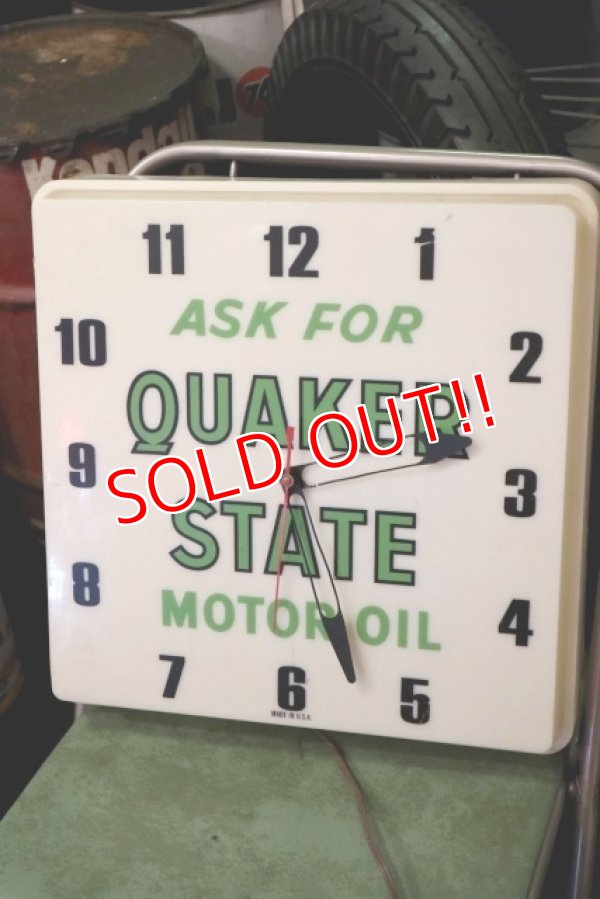 Kendall
76
11 12 1
ASK FOR
10 2
QUAKER
SOLD OUT!!
9 3
STATE
8 4
MOTOR OIL
7 6 5
MADE IN U.S.A.